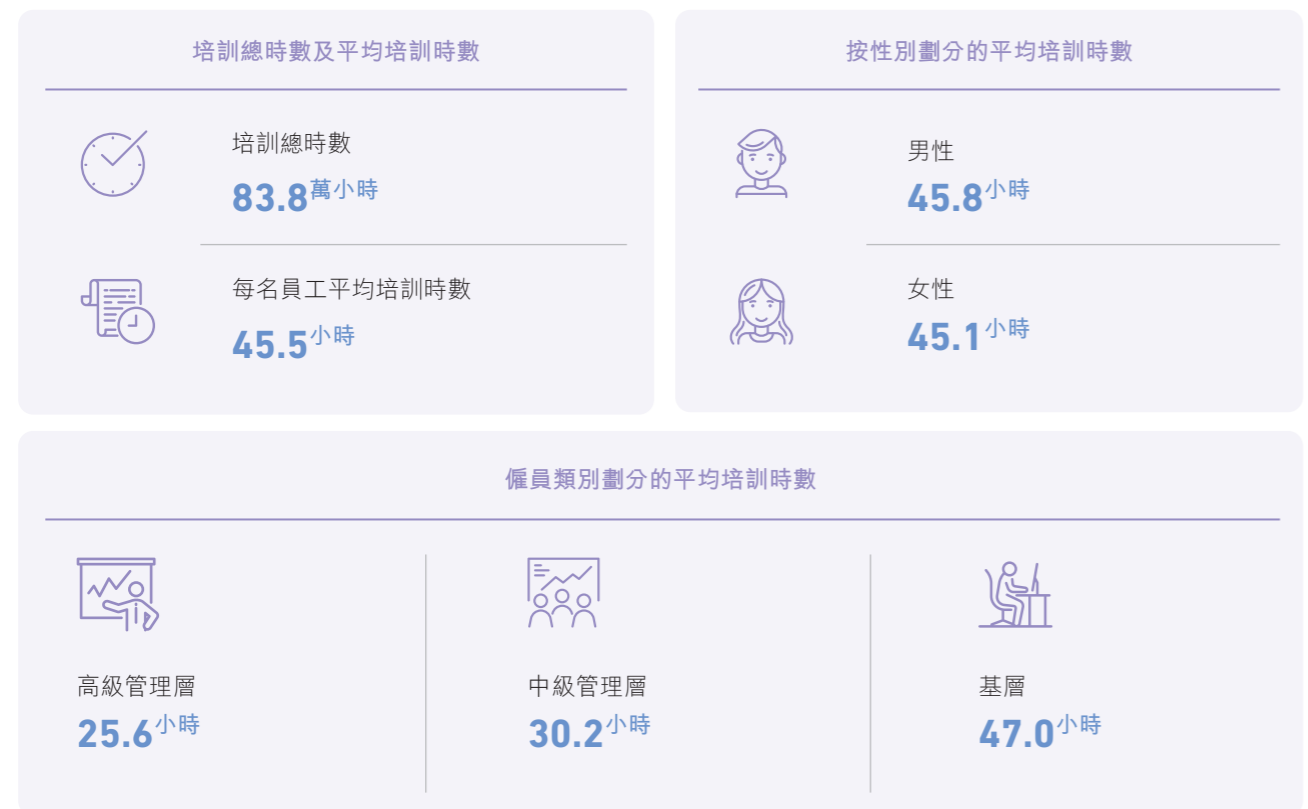 培訓總時數及平均培訓時數
培訓總時數
83.8萬小時
每名員工平均培訓時數
45.5小時
按性別劃分的平均培訓時數
男性
45.8小時
女性
45.1小時
僱員類別劃分的平均培訓時數
高級管理層
25.6小時
中級管理層
30.2小時
基層
47.0小時